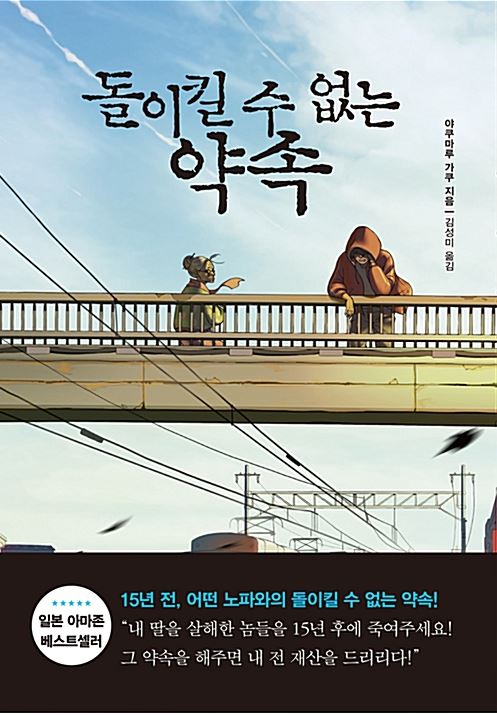 돌이킬 수 없는
약속
야쿠마루 가쿠 지음 | 김성미 옮김
15년 전, 어떤 노파와의 돌이킬 수 없는 약속!
★★★★★
일본 아마존
베스트셀러
“내 딸을 살해한 놈들을 15년 후에 죽여주세요!
그 약속을 해주면 내 전 재산을 드리리다!”